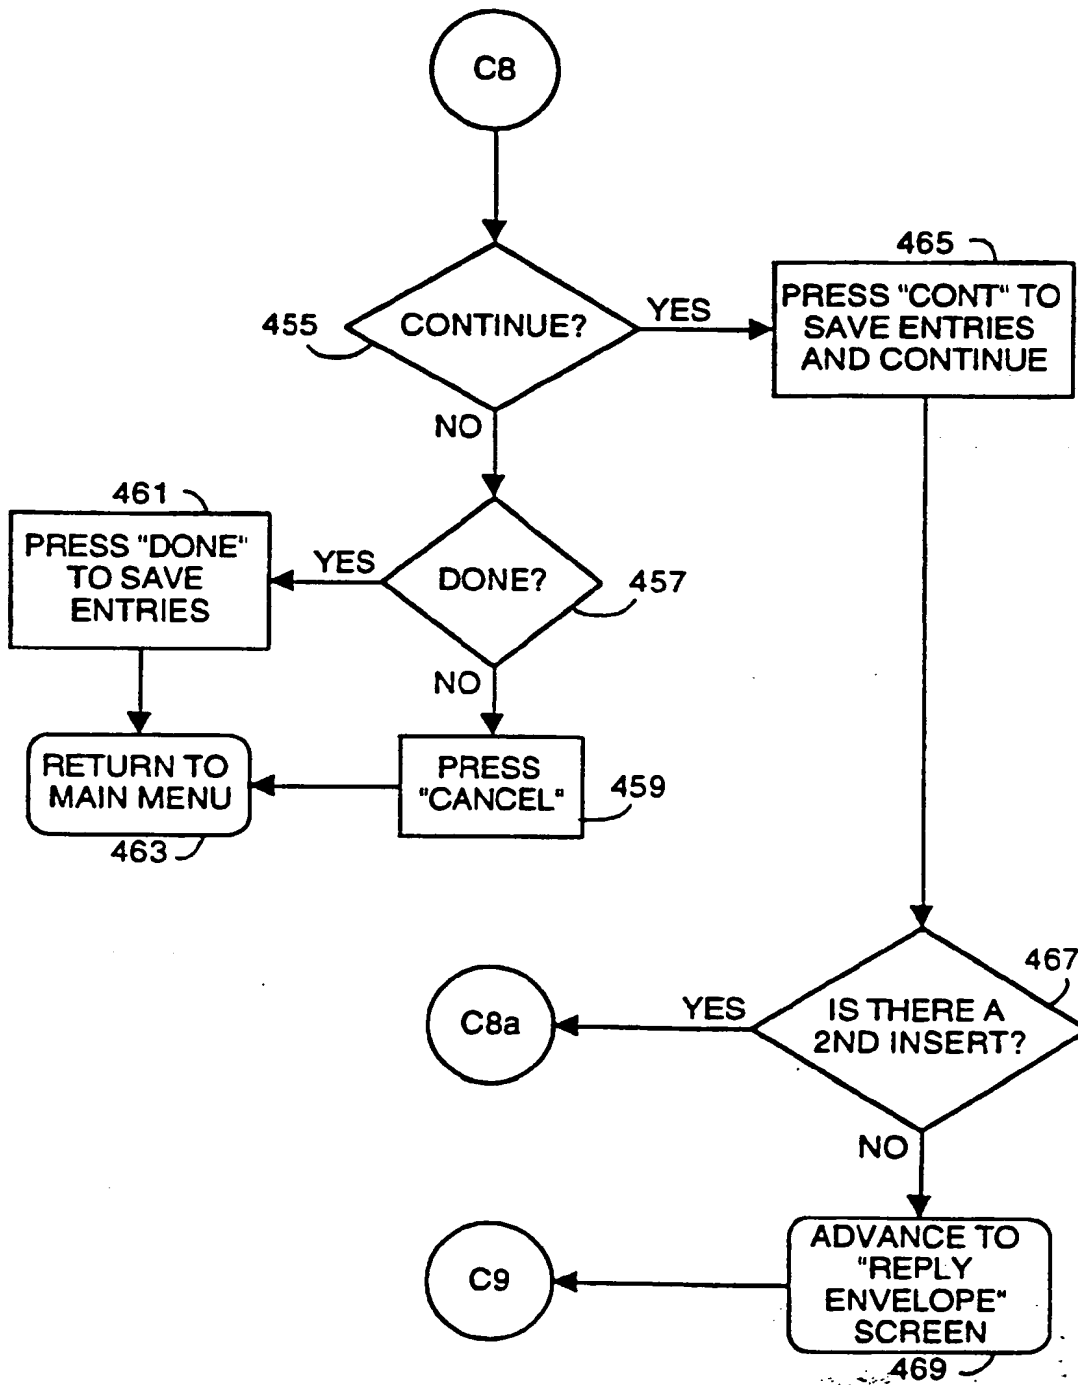 C8
455
CONTINUE?
YES
NO
465
PRESS "CONT" TO
SAVE ENTRIES
AND CONTINUE
461
PRESS "DONE"
TO SAVE
ENTRIES
YES
DONE?
457
NO
RETURN TO
MAIN MENU
463
PRESS
"CANCEL"
459
467
IS THERE A
2ND INSERT?
YES
C8a
NO
ADVANCE TO
"REPLY
ENVELOPE"
SCREEN
469
C9